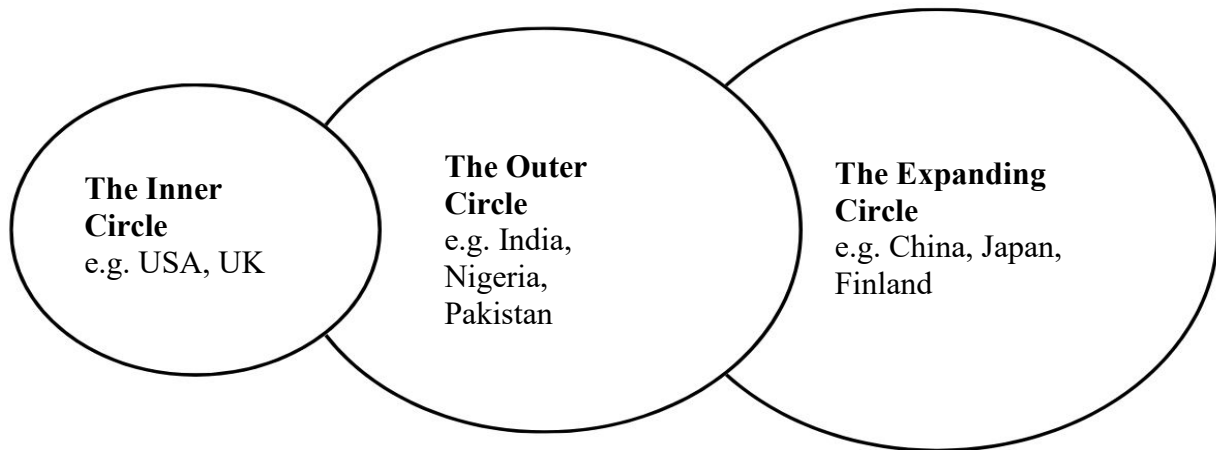 The Inner
Circle
e.g. USA, UK
The Outer
Circle
e.g. India,
Nigeria,
Pakistan
The Expanding
Circle
e.g. China, Japan,
Finland